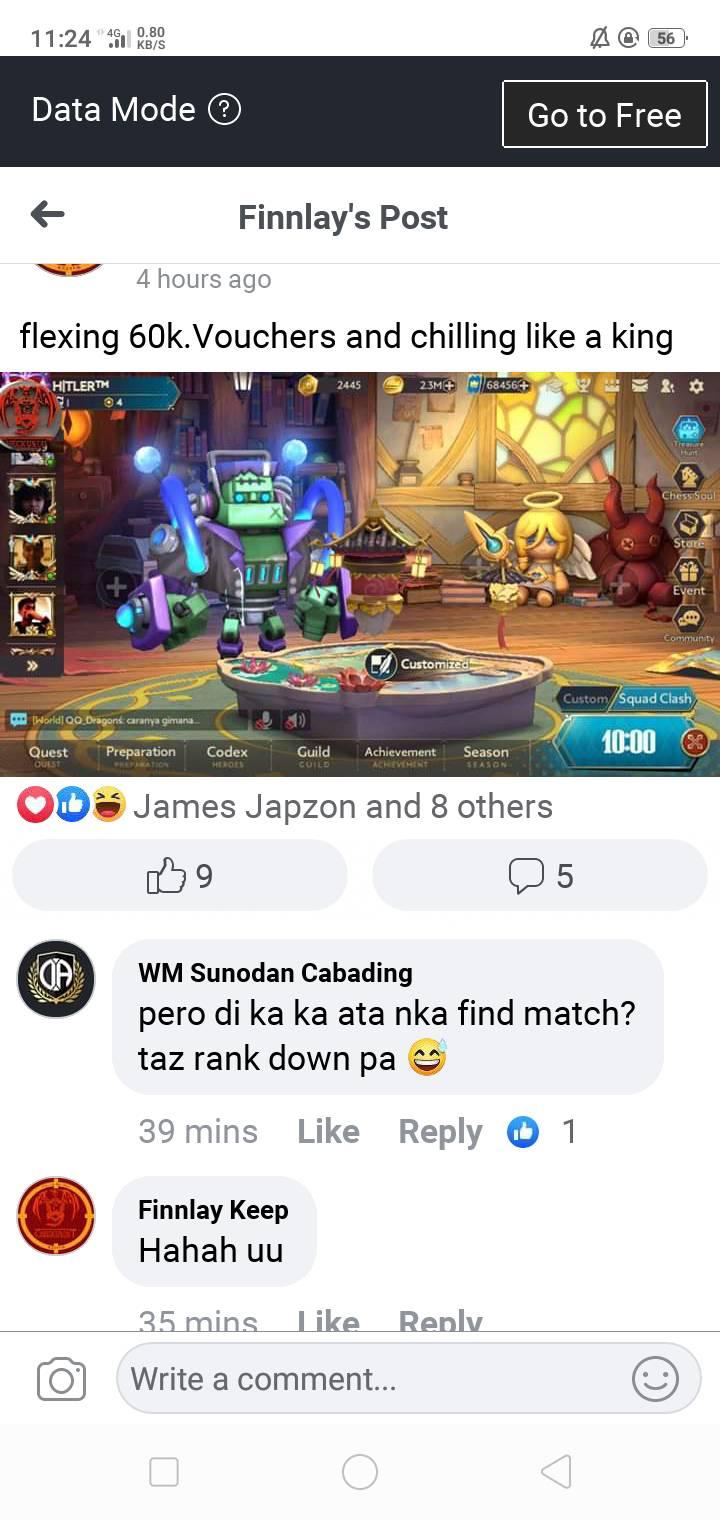 11:24 4G 0.80 KB/S 56
Data Mode ? Go to Free
Finnlay's Post
4 hours ago
flexing 60k.Vouchers and chilling like a king
HITLER™ 2445 2.3M 68456
4
Treasure Hunt
Chess Soul
Store
Event
Community
Customized
Custom Squad Clash
[World] QQ_Dragons: caranya gimana...
10:00
Quest Preparation Codex Guild Achievement Season
QUEST PREPARATION HEROES GUILD ACHIEVEMENT SEASON
James Japzon and 8 others
9 5
WM Sunodan Cabading
pero di ka ka ata nka find match?
taz rank down pa
39 mins Like Reply 1
Finnlay Keep
Hahah uu
35 mins Like Reply
Write a comment...